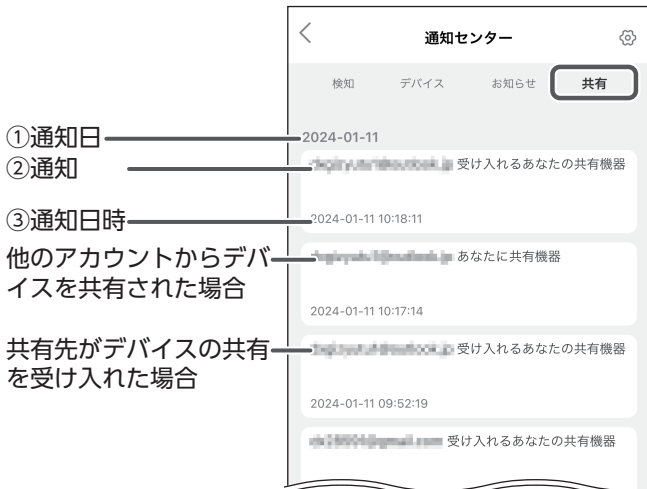 通知センター
検知 デバイス お知らせ 共有
①通知日
2024-01-11
②通知
受け入れるあなたの共有機器
③通知日時
2024-01-11 10:18:11
他のアカウントからデバ
イスを共有された場合
あなたに共有機器
2024-01-11 10:17:14
共有先がデバイスの共有
を受け入れた場合
受け入れるあなたの共有機器
2024-01-11 09:52:19
受け入れるあなたの共有機器